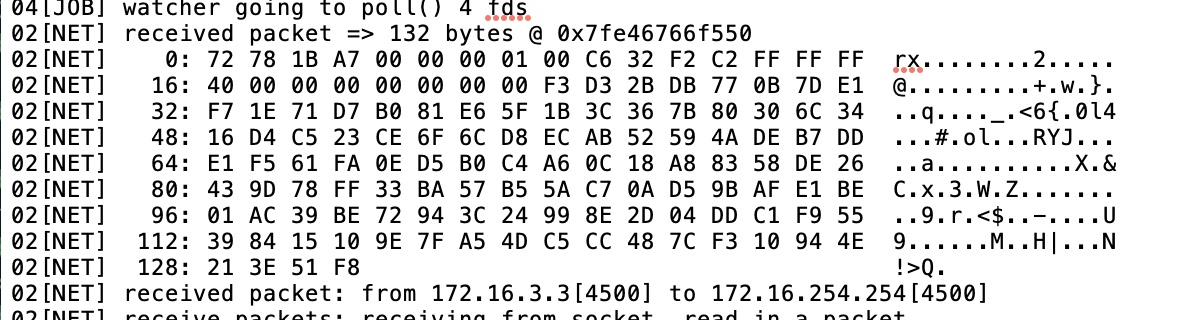 04[JOB] watcher going to poll() 4 fds
02[NET] received packet => 132 bytes @ 0x7fe46766f550
02[NET]    0: 72 78 1B A7 00 00 00 01 00 C6 32 F2 C2 FF FF FF  rx........2.....
02[NET]   16: 40 00 00 00 00 00 00 00 F3 D3 2B DB 77 0B 7D E1  @.........+.w.}.
02[NET]   32: F7 1E 71 D7 B0 81 E6 5F 1B 3C 36 7B 80 30 6C 34  ..q...._.<6{.0l4
02[NET]   48: 16 D4 C5 23 CE 6F 6C D8 EC AB 52 59 4A DE B7 DD  ...#.ol...RYJ...
02[NET]   64: E1 F5 61 FA 0E D5 B0 C4 A6 0C 18 A8 83 58 DE 26  ..a..........X.&
02[NET]   80: 43 9D 78 FF 33 BA 57 B5 5A C7 0A D5 9B AF E1 BE  C.x.3.W.Z.......
02[NET]   96: 01 AC 39 BE 72 94 3C 24 99 8E 2D 04 DD C1 F9 55  ..9.r.<$..-....U
02[NET]  112: 39 84 15 10 9E 7F A5 4D C5 CC 48 7C F3 10 94 4E  9......M..H|...N
02[NET]  128: 21 3E 51 F8                                      !>Q.
02[NET] received packet: from 172.16.3.3[4500] to 172.16.254.254[4500]
02[NET] receive packets: receiving from socket, read in a packet